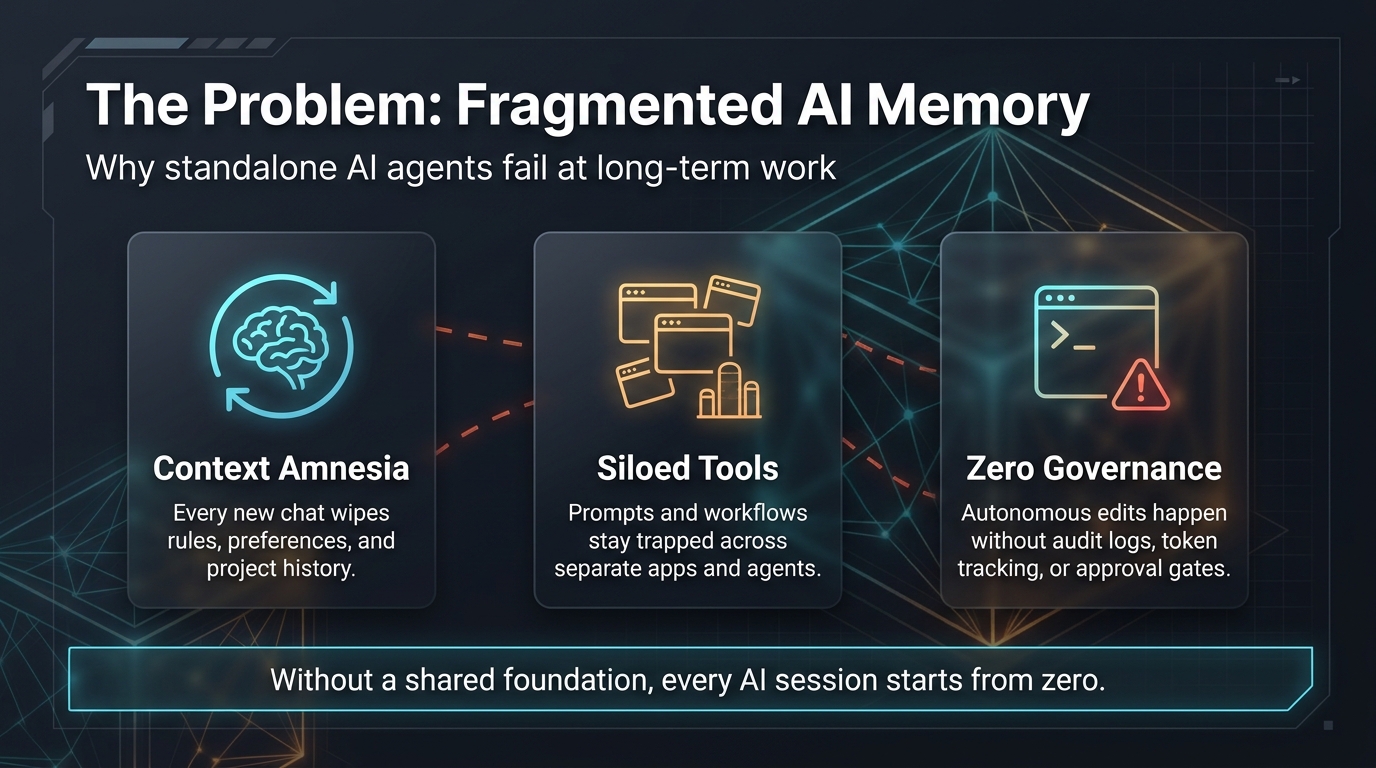 The Problem: Fragmented AI Memory
Why standalone AI agents fail at long-term work
Context Amnesia
Every new chat wipes
rules, preferences, and
project history.
Siloed Tools
Prompts and workflows
stay trapped across
separate apps and agents.
Zero Governance
Autonomous edits happen
without audit logs, token
tracking, or approval gates.
Without a shared foundation, every AI session starts from zero.